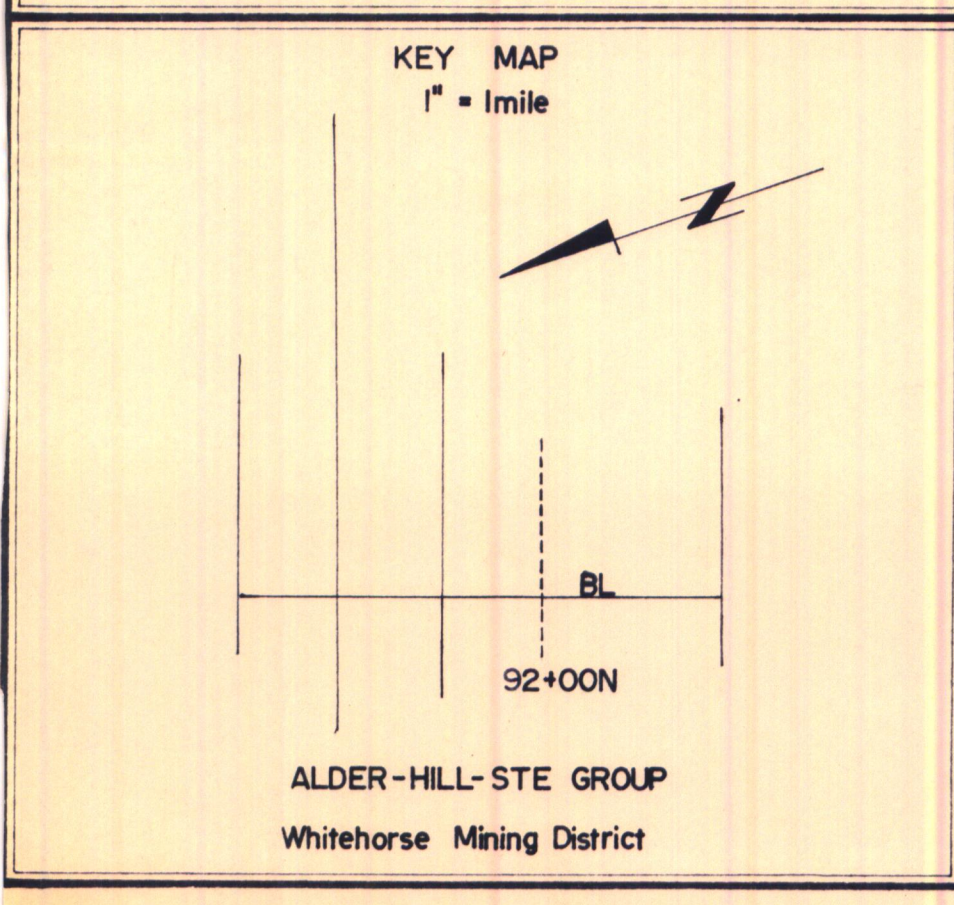 KEY MAP
1" = 1mile
N
BL
92+00N
ALDER-HILL-STE GROUP
Whitehorse Mining District